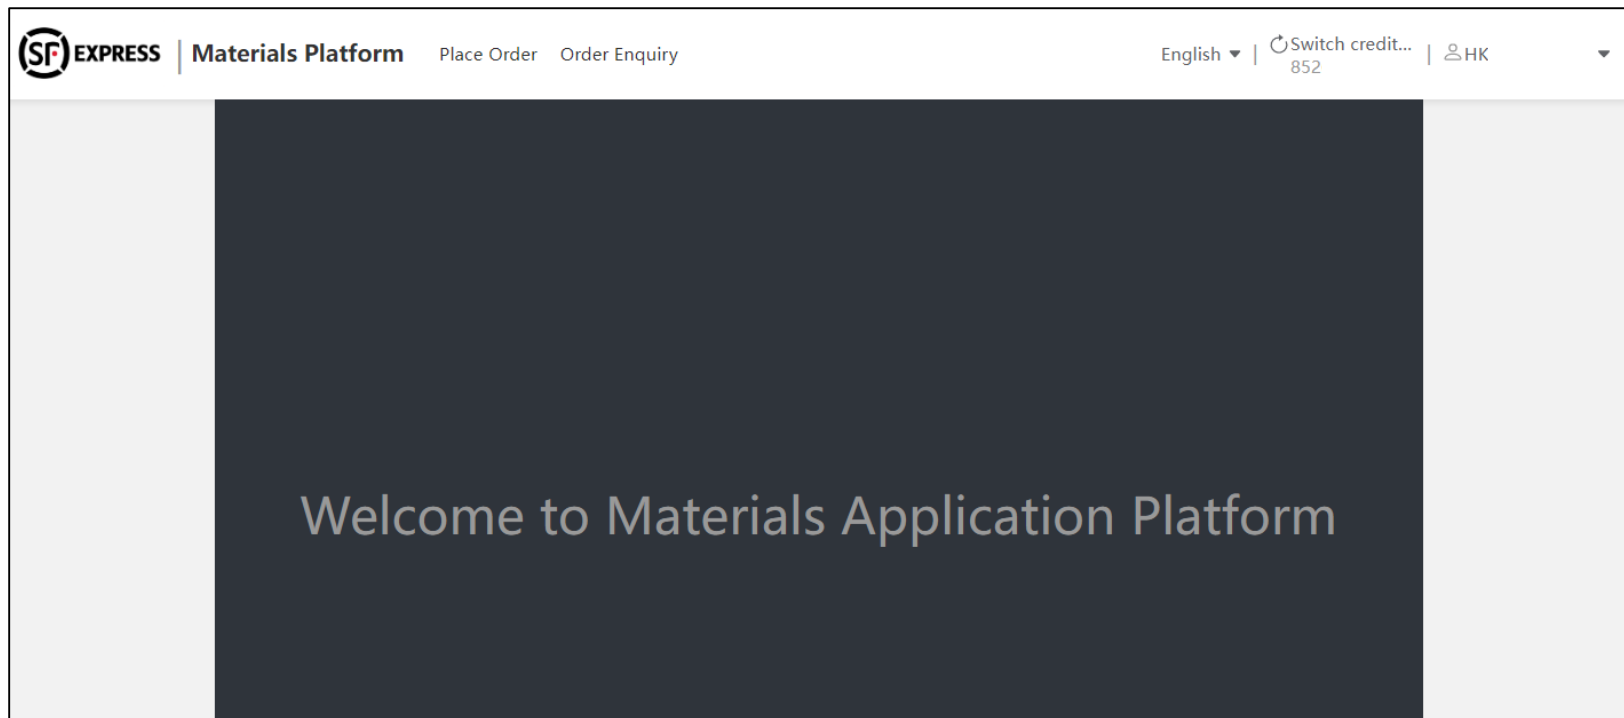 SF EXPRESS | Materials Platform Place Order Order Enquiry English | Switch credit... | HK
852
Welcome to Materials Application Platform